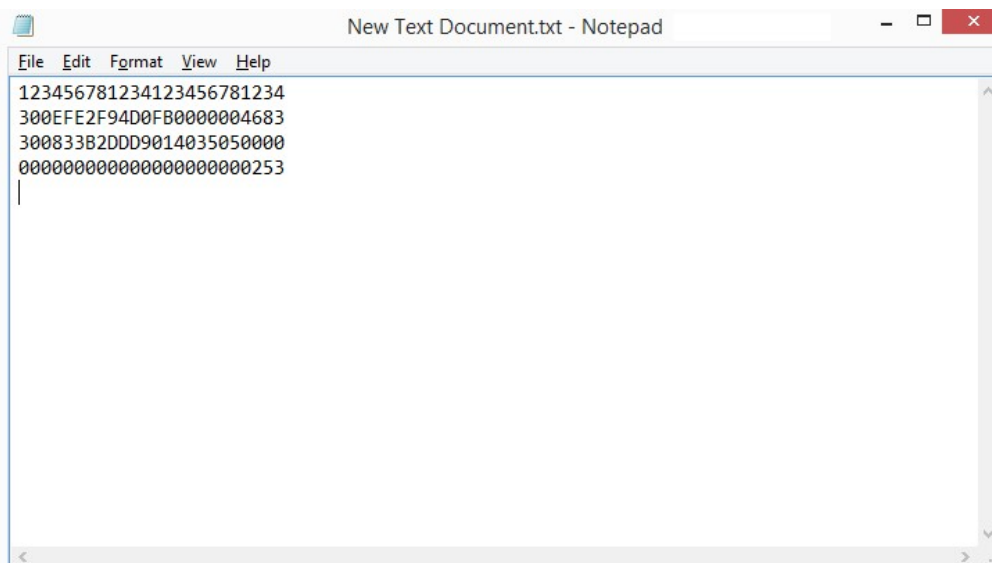 New Text Document.txt - Notepad
File Edit Format View Help
123456781234123456781234
300EFE2F94D0FB0000004683
300833B2DDD9014035050000
000000000000000000000253